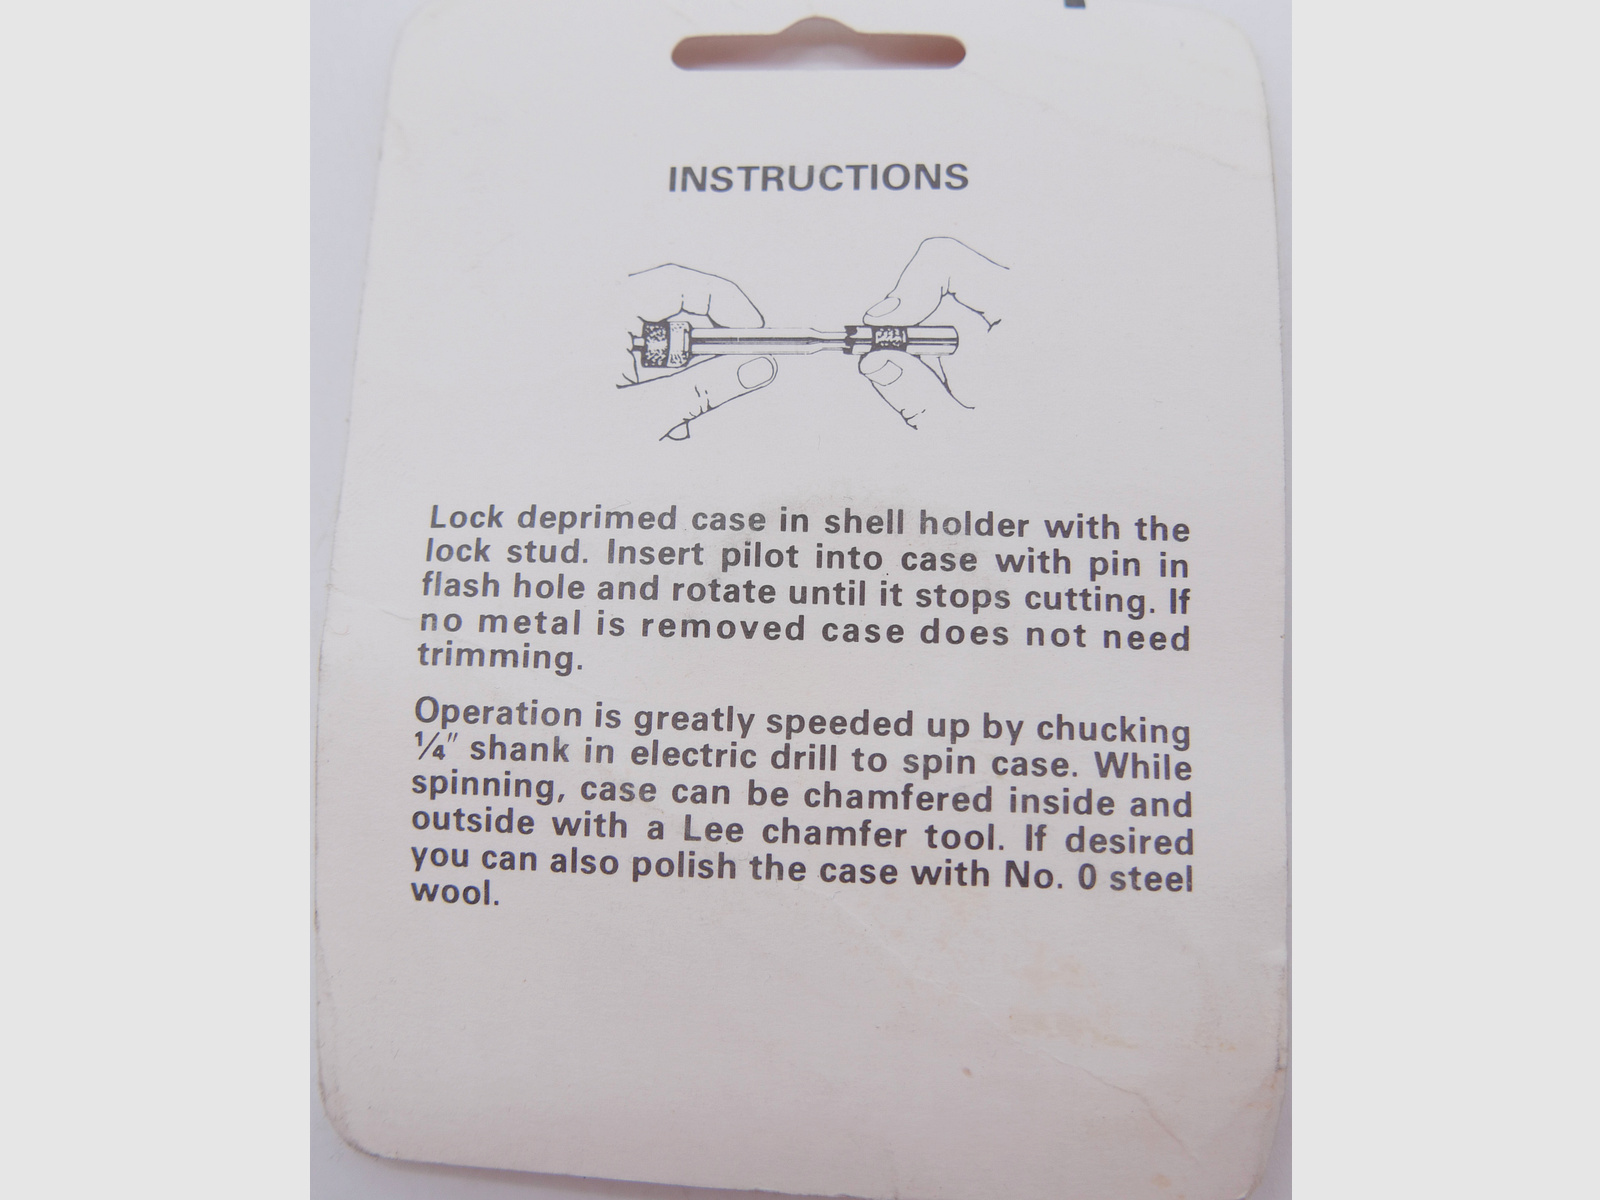 INSTRUCTIONS
Lock deprimed case in shell holder with the
lock stud. Insert pilot into case with pin in
flash hole and rotate until it stops cutting. If
no metal is removed case does not need
trimming.
Operation is greatly speeded up by chucking
¼" shank in electric drill to spin case. While
spinning, case can be chamfered inside and
outside with a Lee chamfer tool. If desired
you can also polish the case with No. 0 steel
wool.